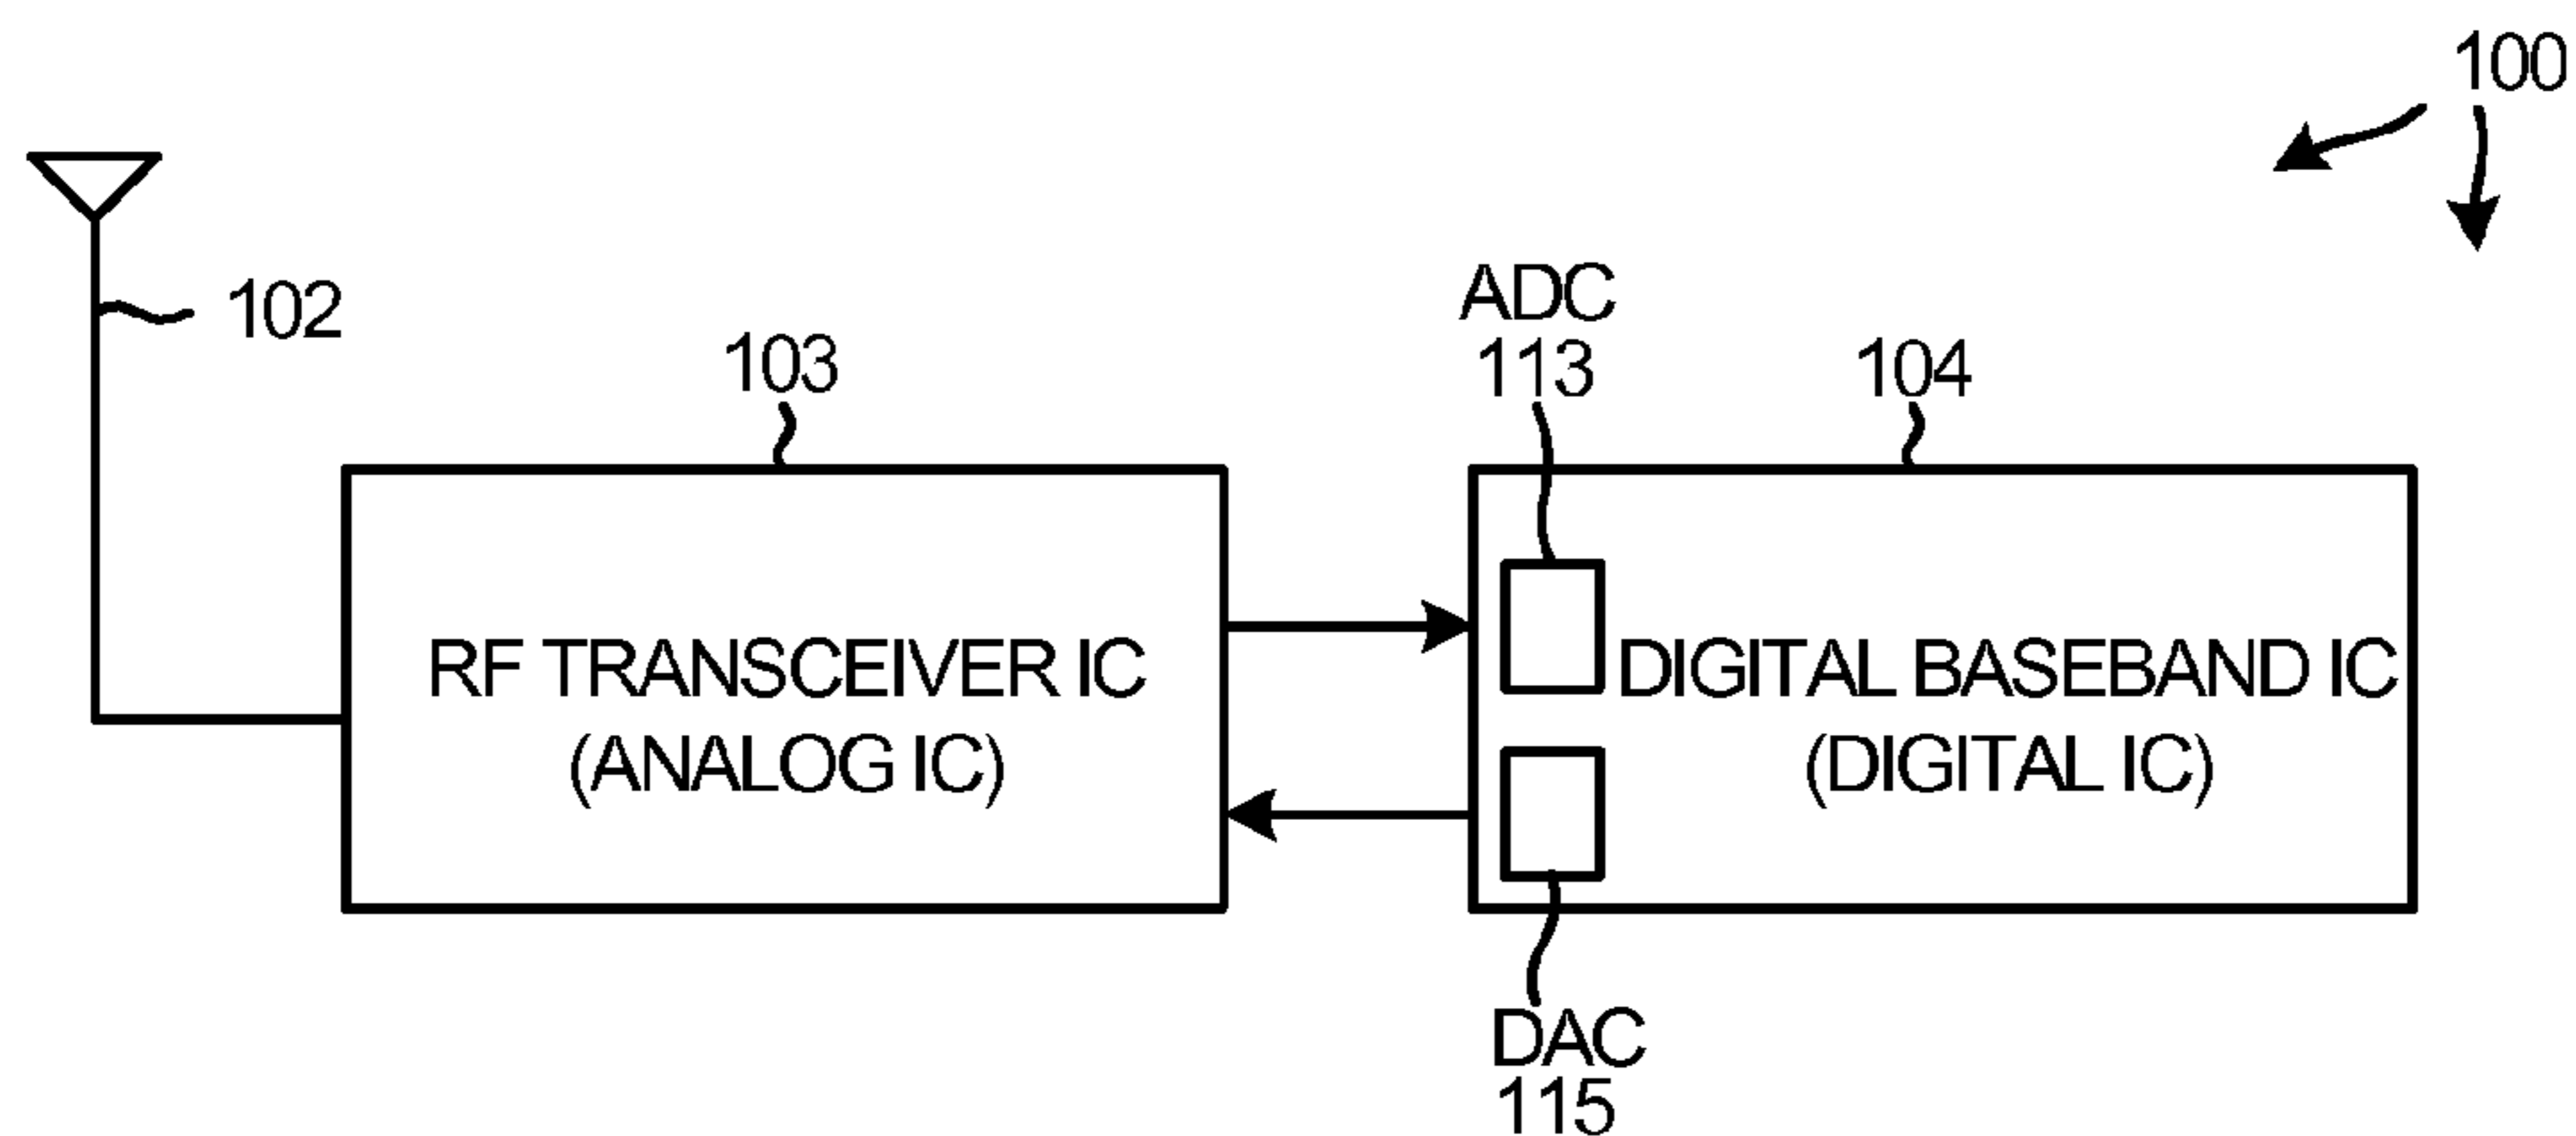 100
102
103
ADC
113
104
RF TRANSCEIVER IC
(ANALOG IC)
DIGITAL BASEBAND IC
(DIGITAL IC)
DAC
115